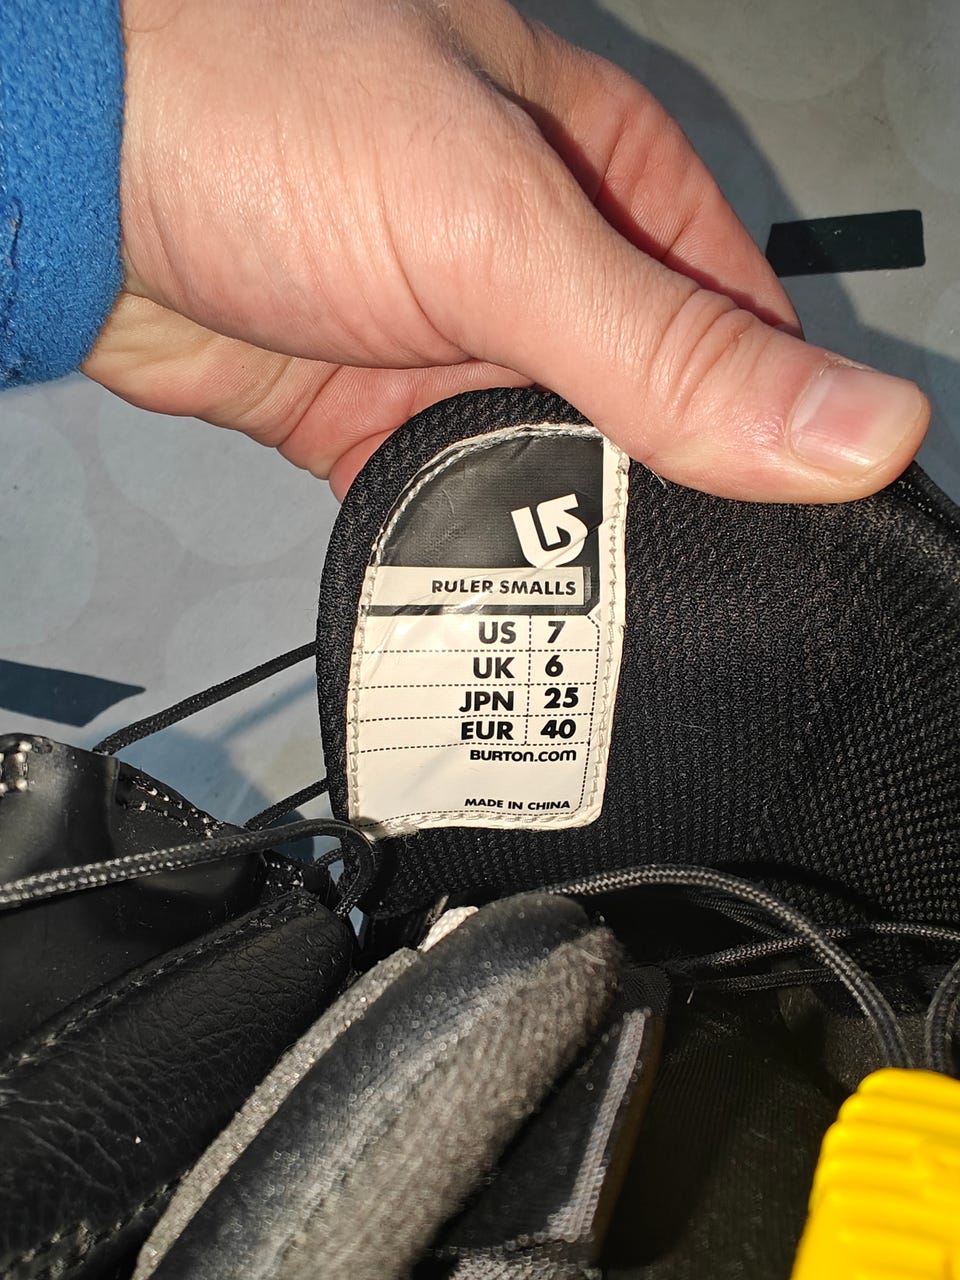 RULER SMALLS
US 7
UK 6
JPN 25
EUR 40
BURTON.COM
MADE IN CHINA